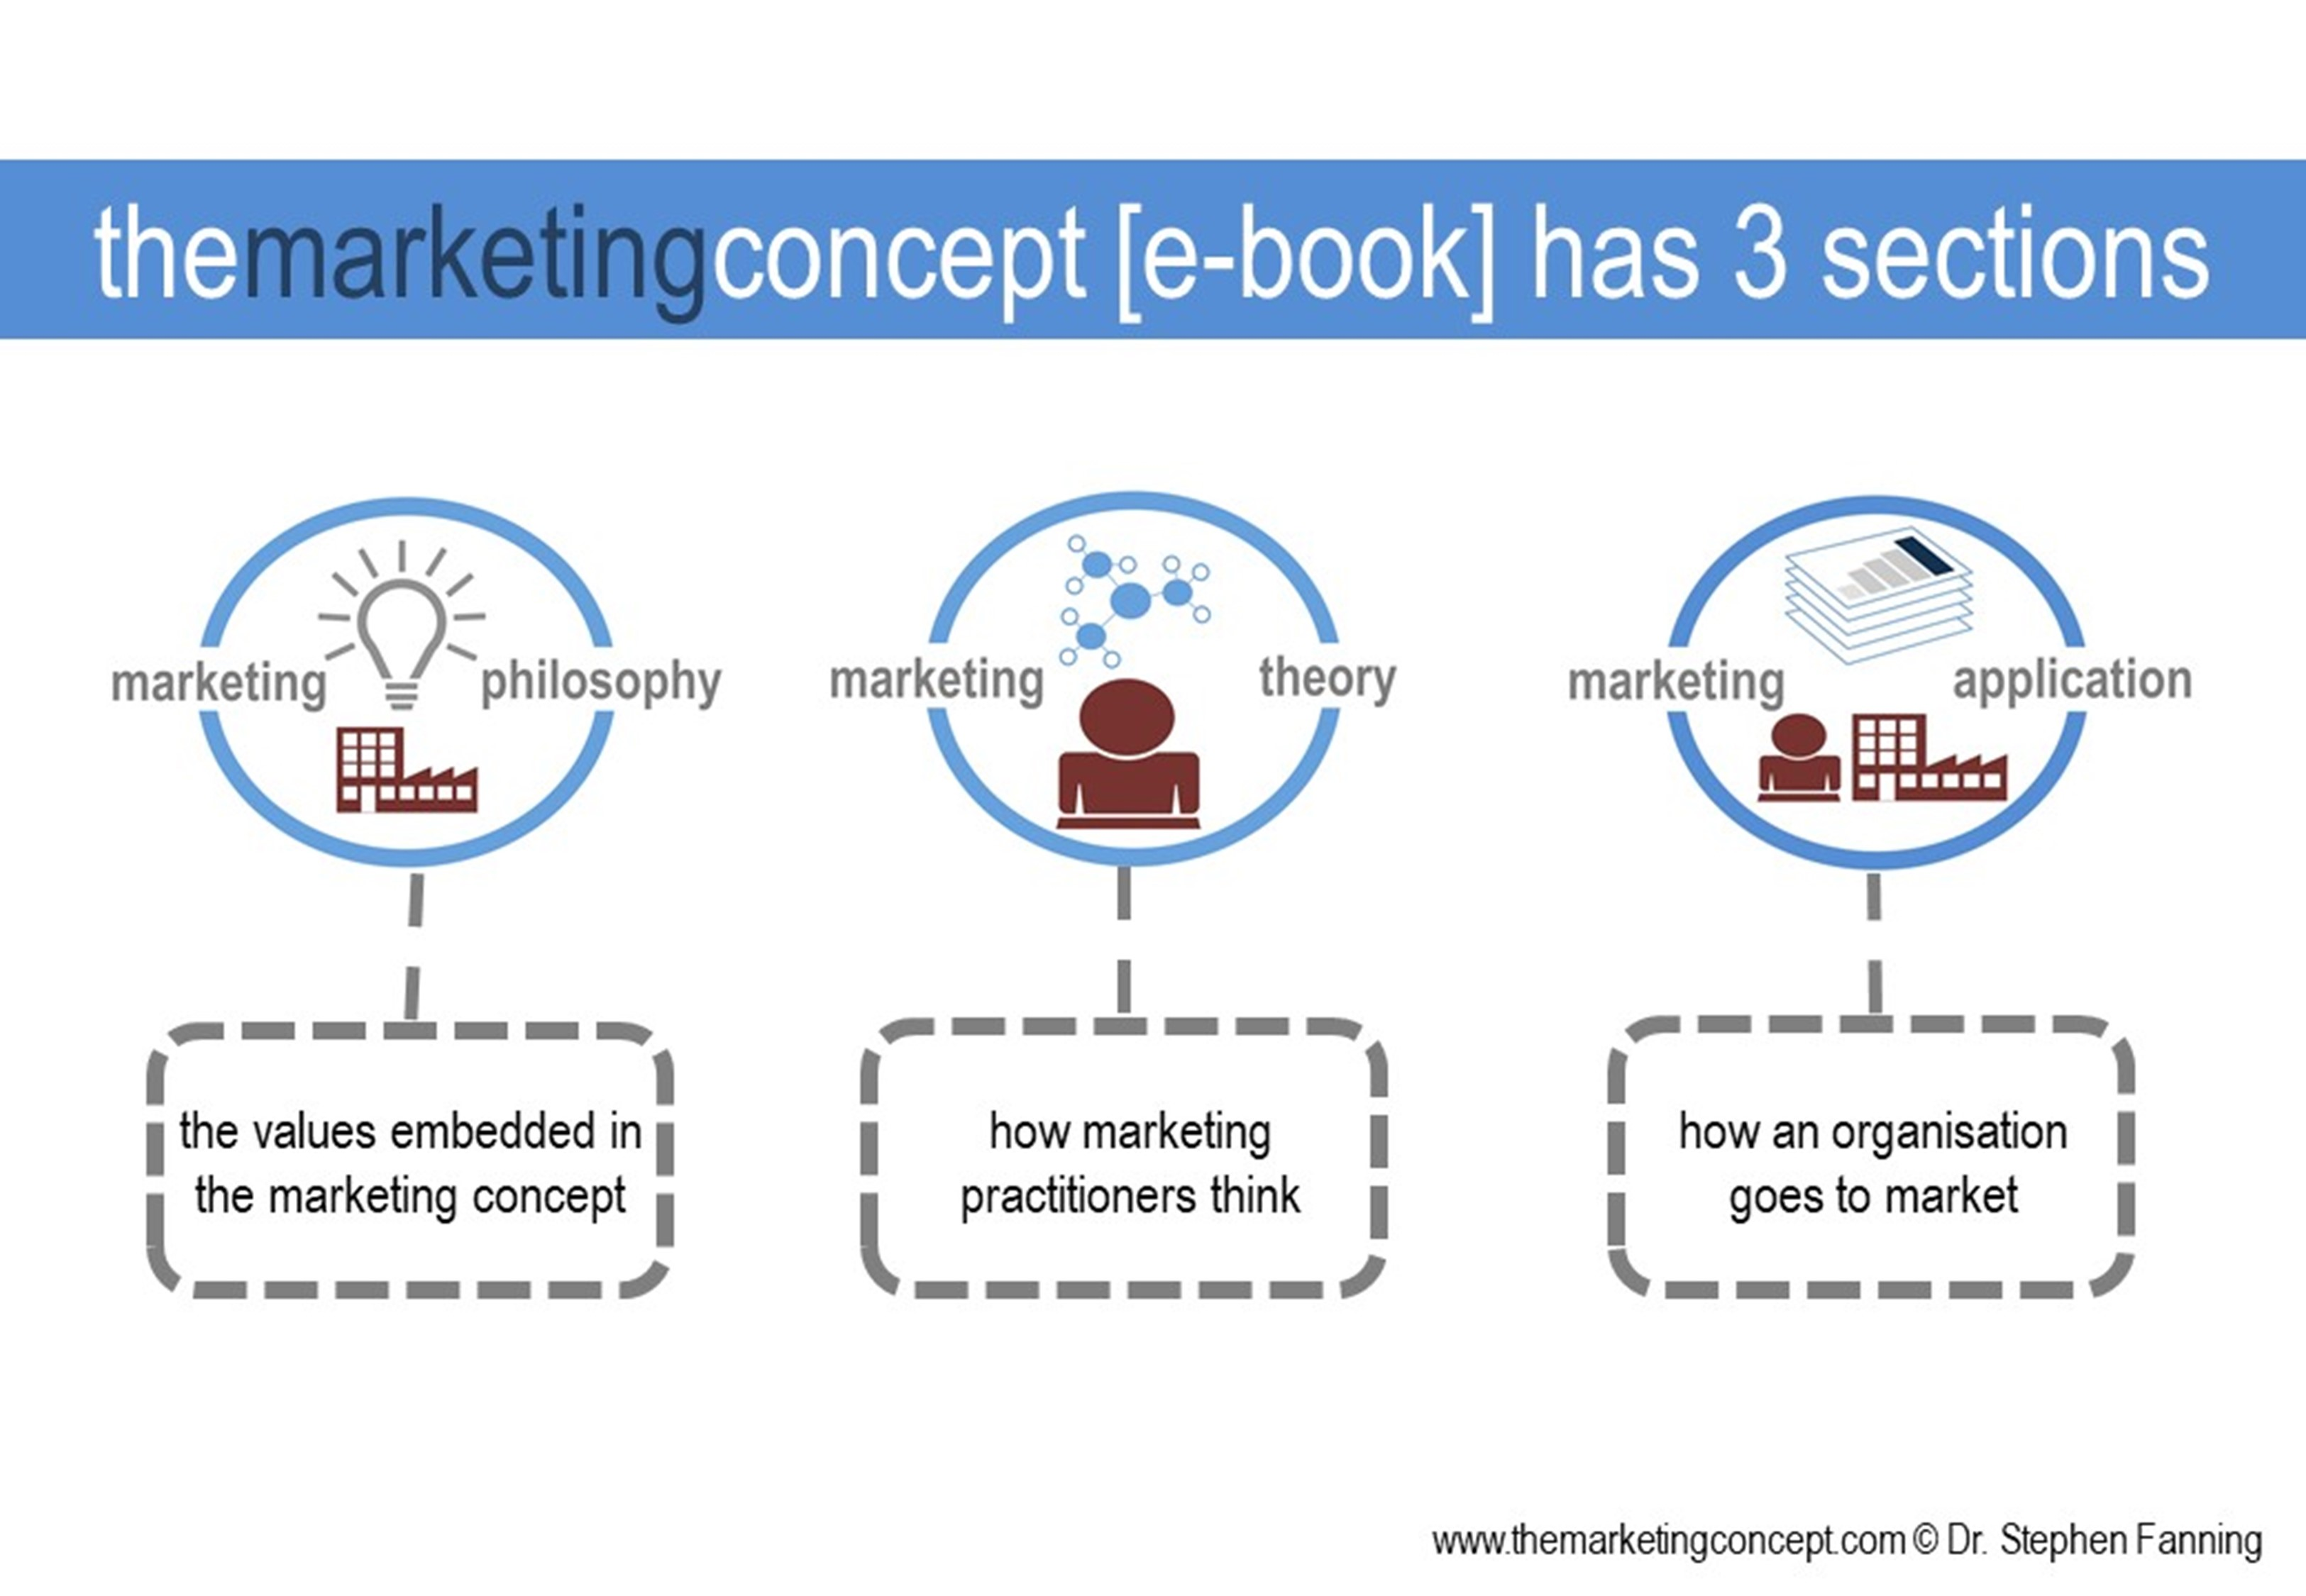 themarketingconcept [e-book] has 3 sections
marketing philosophy
marketing theory
marketing application
the values embedded in
the marketing concept
how marketing
practitioners think
how an organisation
goes to market
www.themarketingconcept.com © Dr. Stephen Fanning